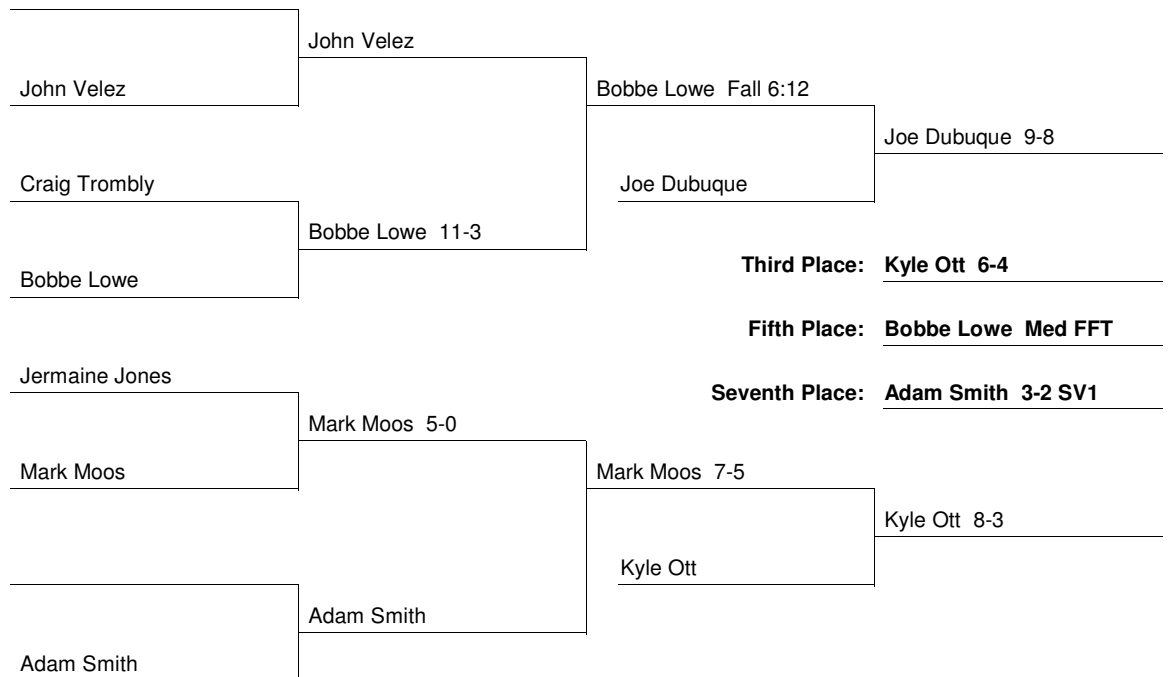 John Velez
John Velez
Bobbe Lowe  Fall 6:12
Joe Dubuque  9-8
Craig Trombly
Joe Dubuque
Bobbe Lowe  11-3
Third Place:  Kyle Ott  6-4
Bobbe Lowe
Fifth Place:  Bobbe Lowe  Med FFT
Jermaine Jones
Seventh Place:  Adam Smith  3-2 SV1
Mark Moos  5-0
Mark Moos
Mark Moos  7-5
Kyle Ott  8-3
Kyle Ott
Adam Smith
Adam Smith